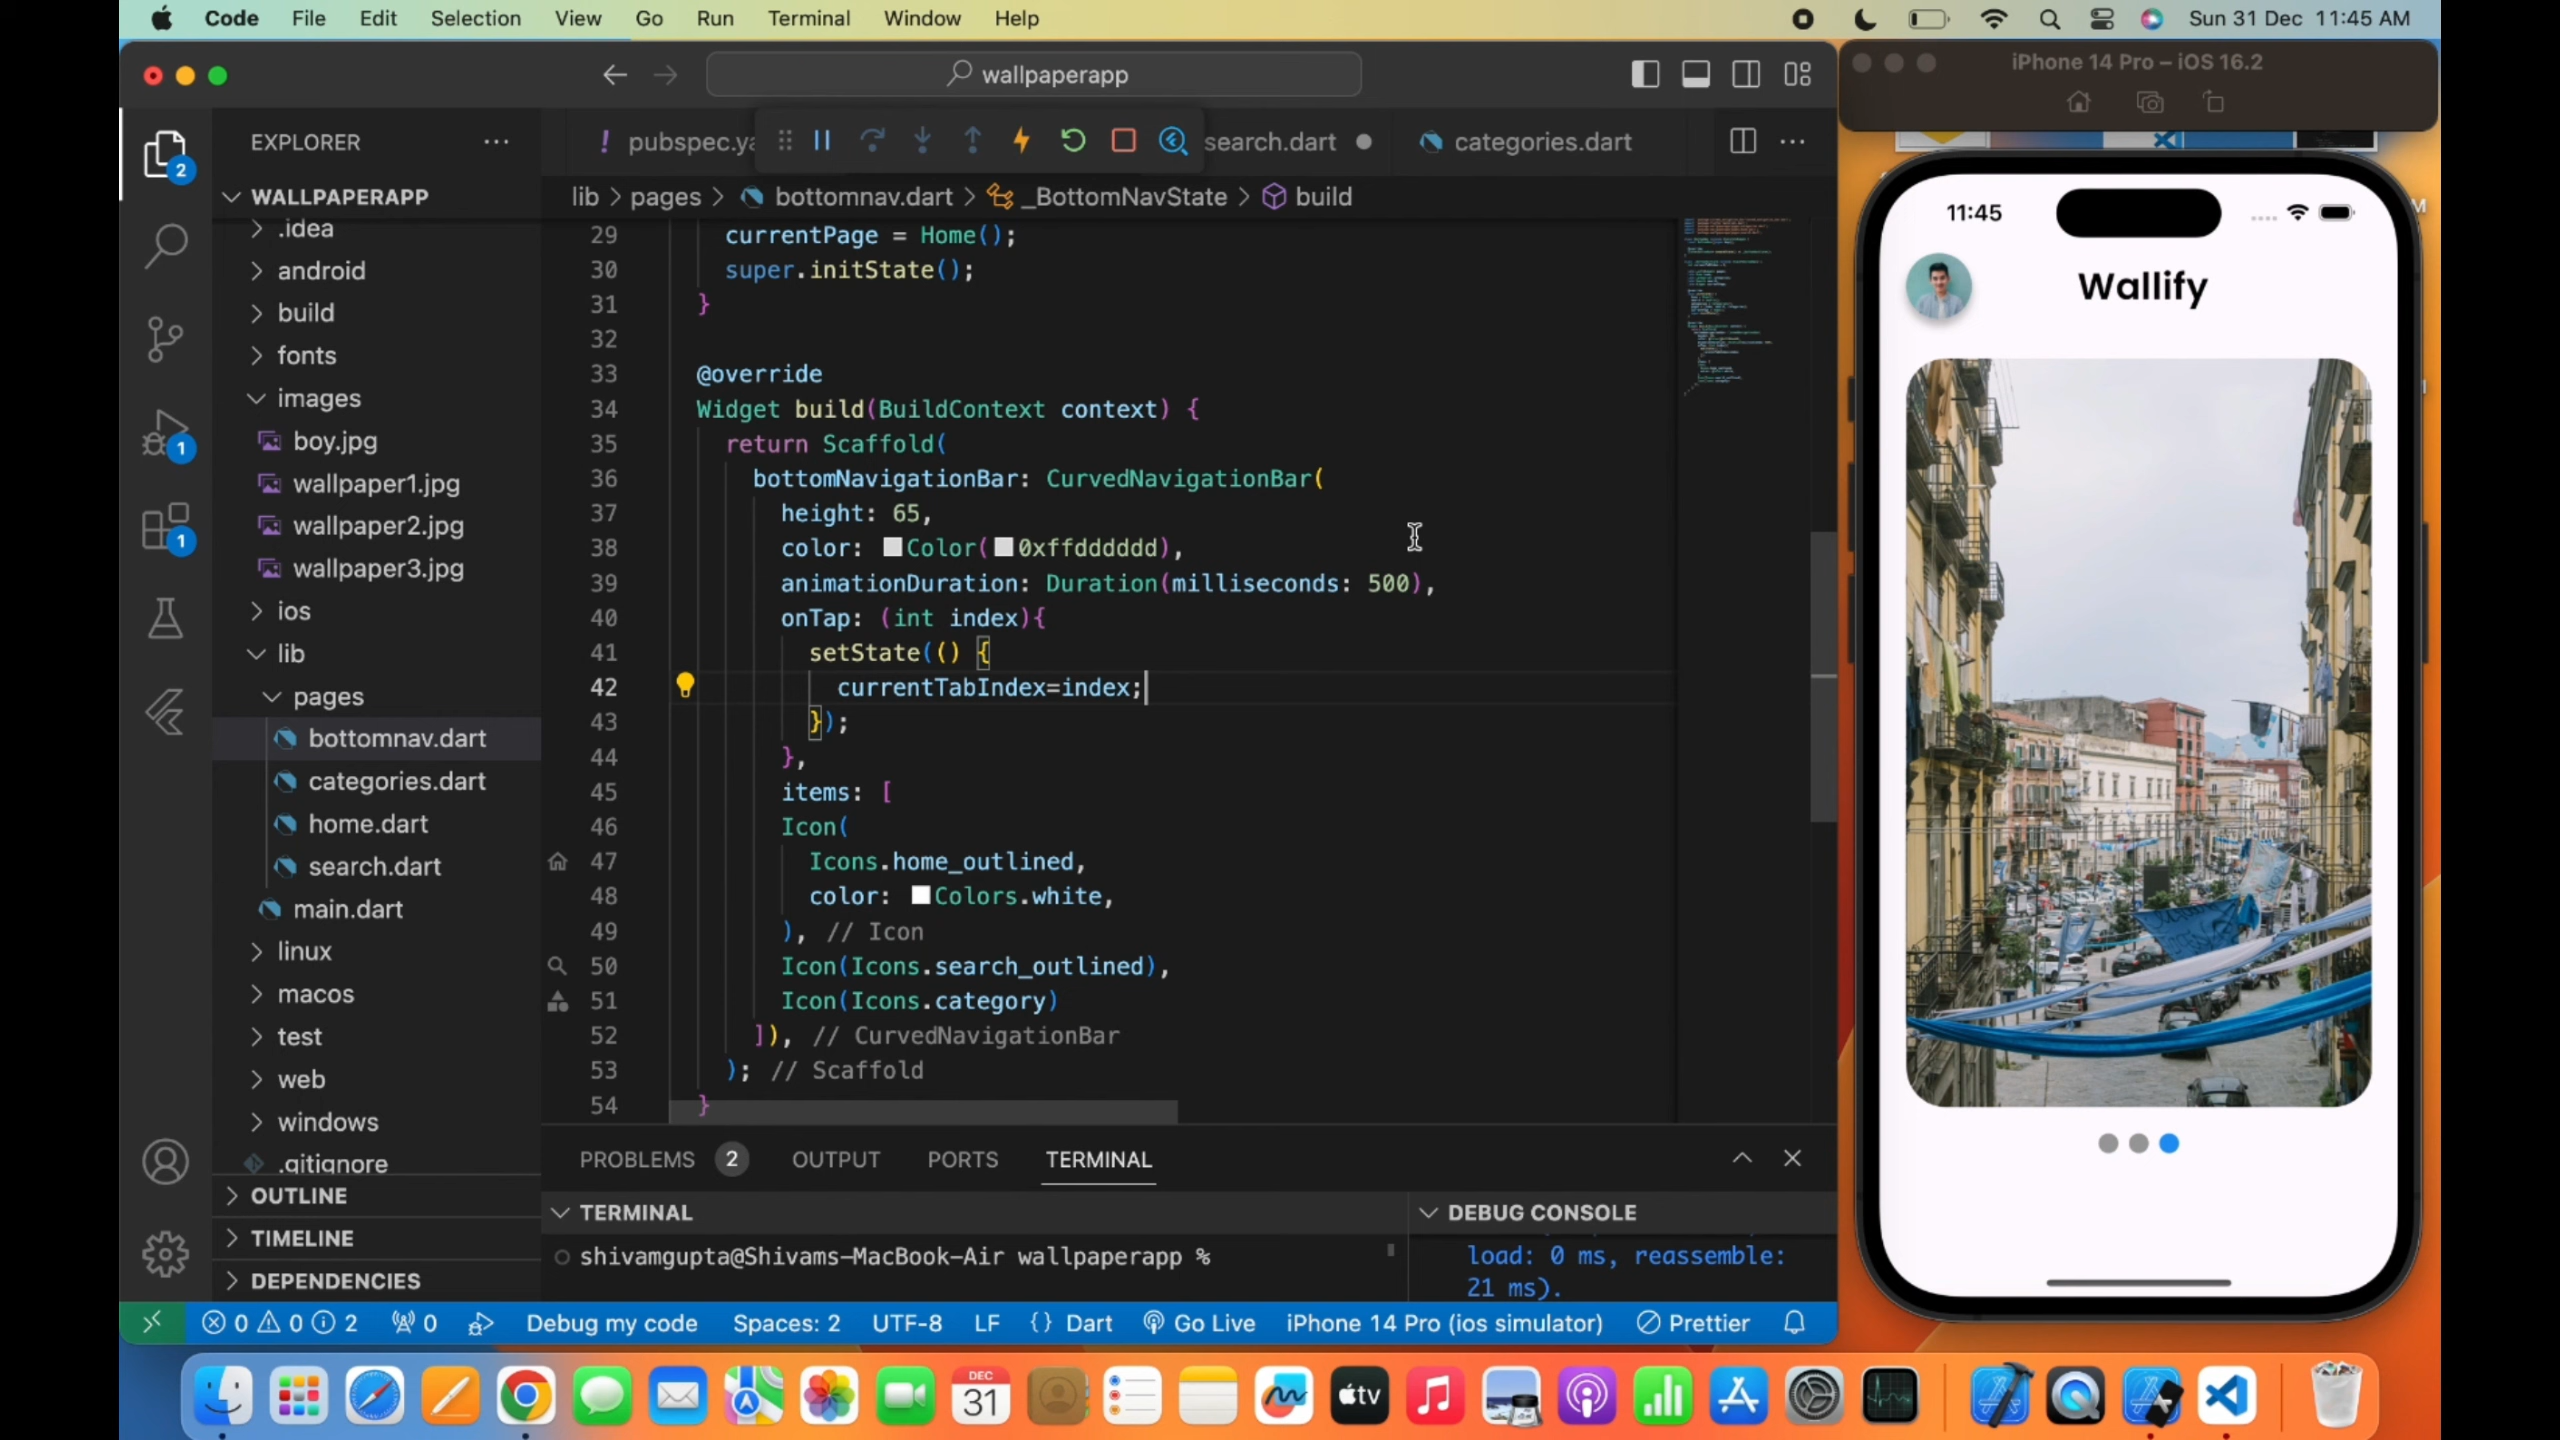 Code File Edit Selection View Go Run Terminal Window Help
Sun 31 Dec 11:45 AM
wallpaperapp
iPhone 14 Pro – iOS 16.2
EXPLORER
pubspec.ya
search.dart
categories.dart
WALLPAPERAPP
lib > pages > bottomnav.dart > _BottomNavState > build
.idea
android
build
fonts
images
boy.jpg
wallpaper1.jpg
wallpaper2.jpg
wallpaper3.jpg
ios
lib
pages
bottomnav.dart
categories.dart
home.dart
search.dart
main.dart
linux
macos
test
web
windows
.gitignore
OUTLINE
TIMELINE
DEPENDENCIES
2
1
1
29 currentPage = Home();
30 super.initState();
31 }
32
33 @override
34 Widget build(BuildContext context) {
35 return Scaffold(
36 bottomNavigationBar: CurvedNavigationBar(
37 height: 65,
38 color: Color(0xffdddddd),
39 animationDuration: Duration(milliseconds: 500),
40 onTap: (int index){
41 setState(() {
42 currentTabIndex=index;
43 });
44 },
45 items: [
46 Icon(
47 Icons.home_outlined,
48 color: Colors.white,
49 ), // Icon
50 Icon(Icons.search_outlined),
51 Icon(Icons.category)
52 ]), // CurvedNavigationBar
53 ); // Scaffold
54 }
PROBLEMS 2 OUTPUT PORTS TERMINAL
TERMINAL
shivamgupta@Shivams-MacBook-Air wallpaperapp %
DEBUG CONSOLE
load: 0 ms, reassemble:
21 ms).
0 0 2 0 Debug my code Spaces: 2 UTF-8 LF {} Dart Go Live iPhone 14 Pro (ios simulator) Prettier
11:45
Wallify
DEC
31
tv